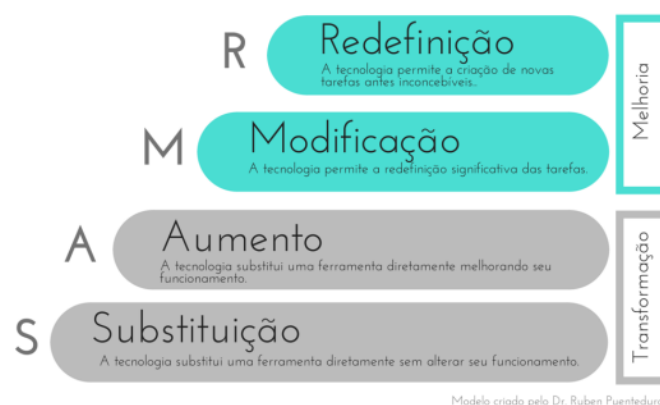 R
Redefinição
A tecnologia permite a criação de novas
tarefas antes inconcebíveis..
Melhoria
M
Modificação
A tecnologia permite a redefinição significativa das tarefas.
A
Aumento
A tecnologia substitui uma ferramenta diretamente melhorando seu
funcionamento.
Transformação
S
Substituição
A tecnologia substitui uma ferramenta diretamente sem alterar seu funcionamento.
Modelo criado pelo Dr. Ruben Puentedura